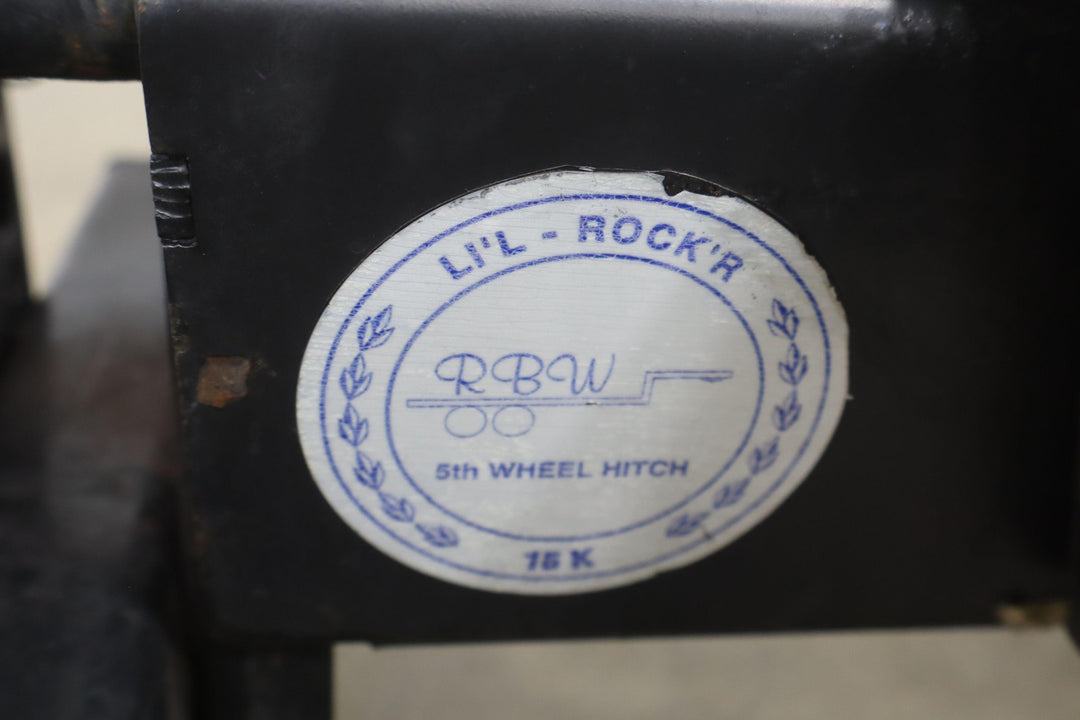 LI'L - ROCK'R
RBW
5th WHEEL HITCH
15 K